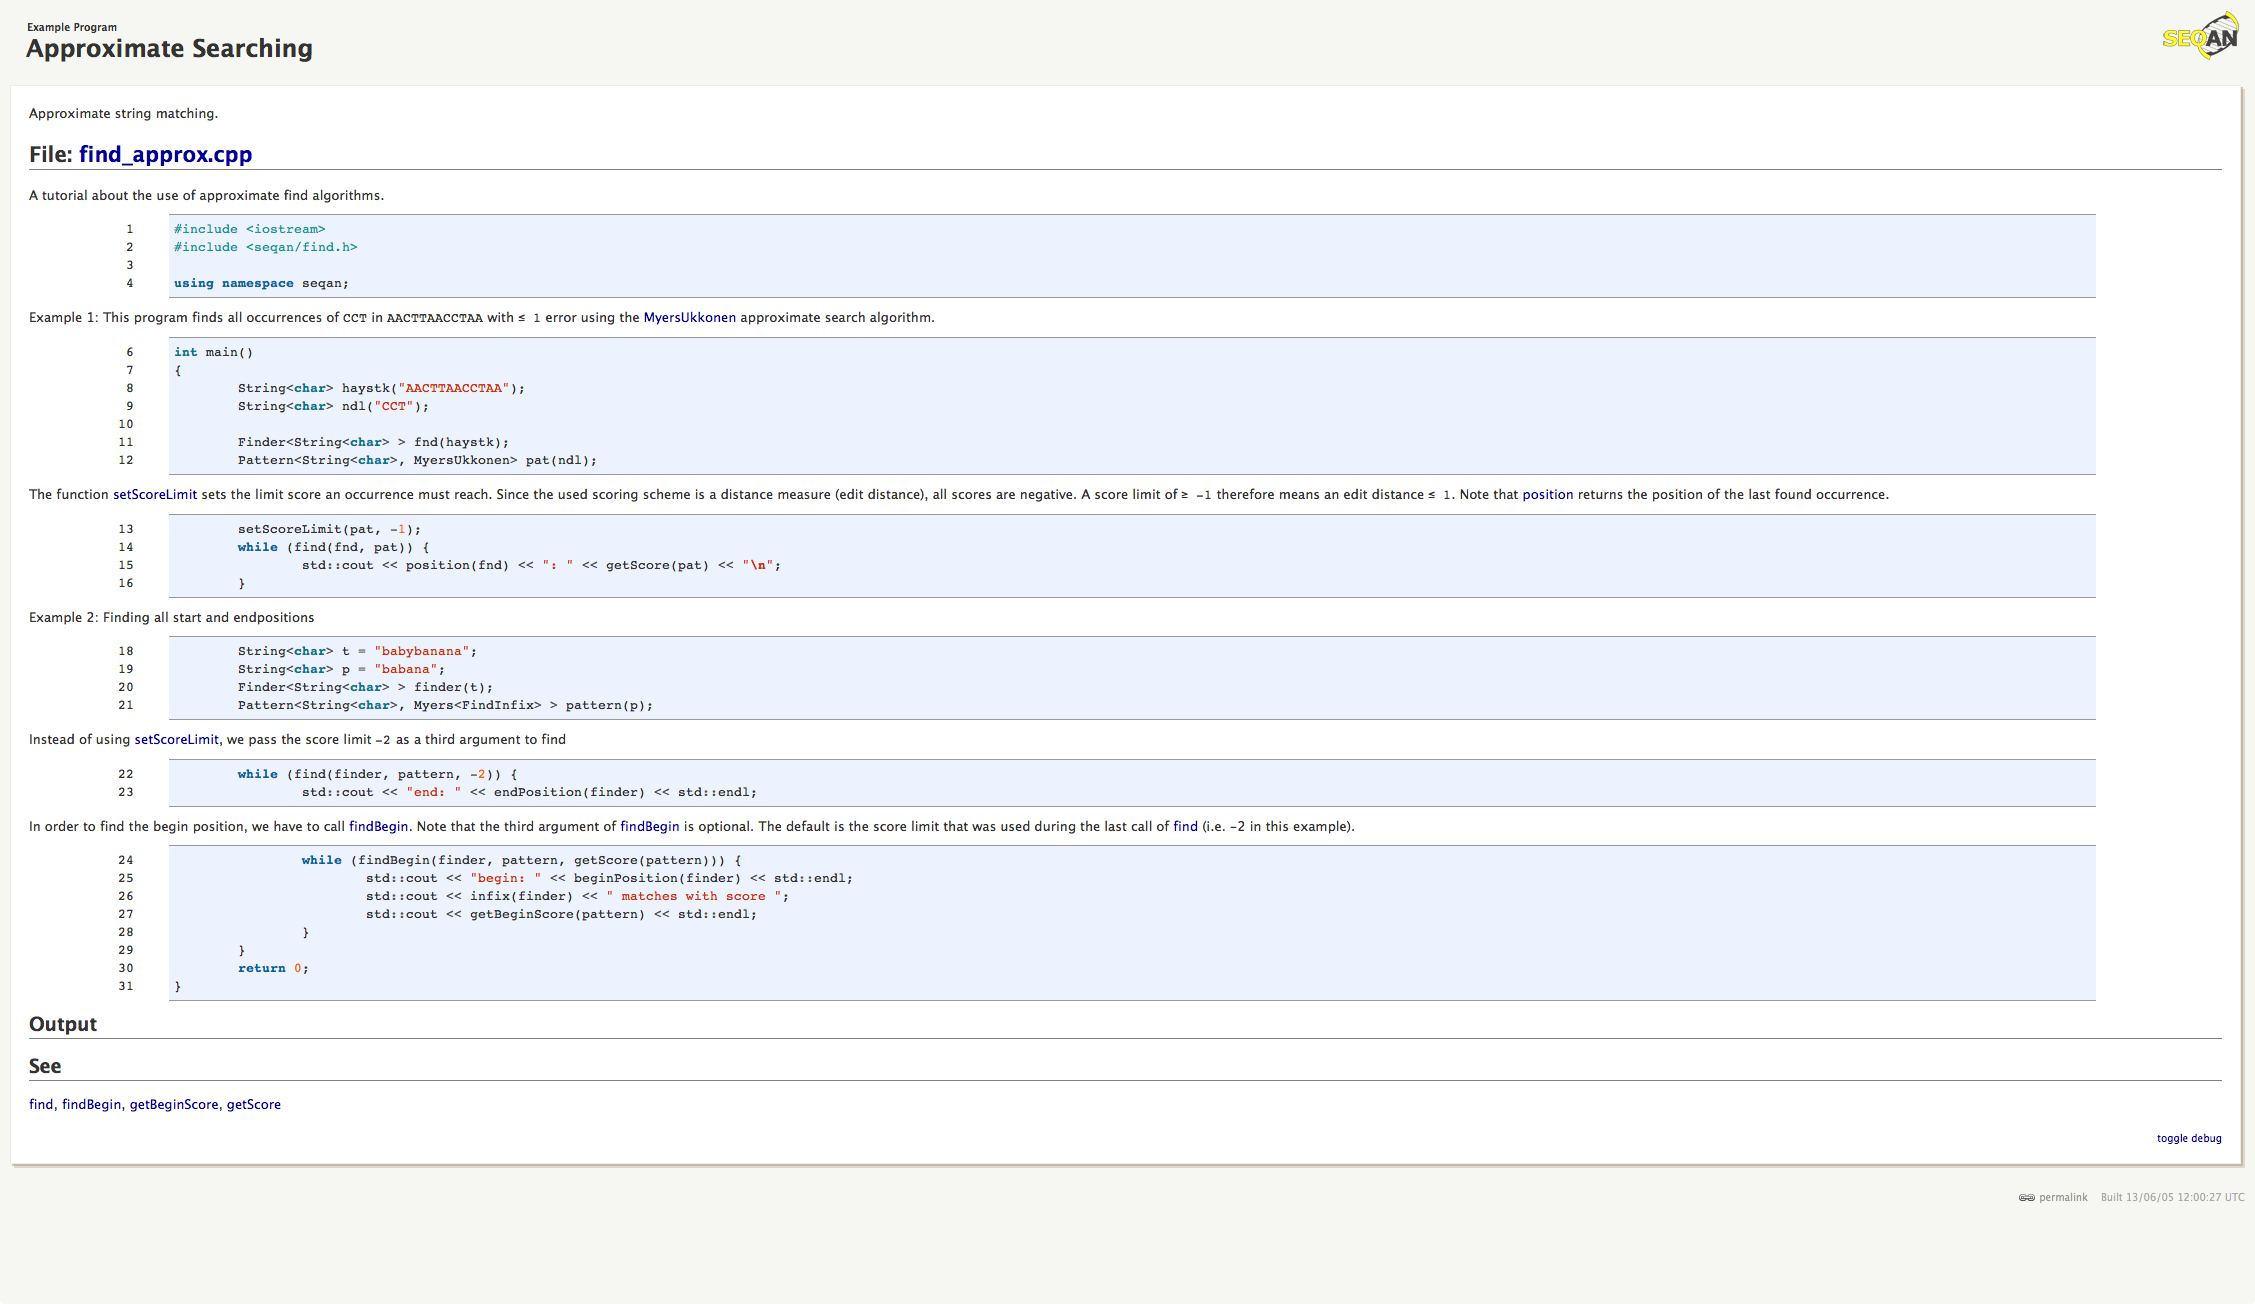 Example Program
Approximate Searching
SEQAN
Approximate string matching.
File: find_approx.cpp
A tutorial about the use of approximate find algorithms.
1 #include <iostream>
2 #include <seqan/find.h>
3
4 using namespace seqan;
Example 1: This program finds all occurrences of CCT in AACTTAACCTAA with ≤ 1 error using the MyersUkkonen approximate search algorithm.
6 int main()
7 {
8 String<char> haystk("AACTTAACCTAA");
9 String<char> ndl("CCT");
10
11 Finder<String<char> > fnd(haystk);
12 Pattern<String<char>, MyersUkkonen> pat(ndl);
The function setScoreLimit sets the limit score an occurrence must reach. Since the used scoring scheme is a distance measure (edit distance), all scores are negative. A score limit of ≥ -1 therefore means an edit distance ≤ 1. Note that position returns the position of the last found occurrence.
13 setScoreLimit(pat, -1);
14 while (find(fnd, pat)) {
15 std::cout << position(fnd) << ": " << getScore(pat) << "\n";
16 }
Example 2: Finding all start and endpositions
18 String<char> t = "babybanana";
19 String<char> p = "babana";
20 Finder<String<char> > finder(t);
21 Pattern<String<char>, Myers<FindInfix> > pattern(p);
Instead of using setScoreLimit, we pass the score limit -2 as a third argument to find
22 while (find(finder, pattern, -2)) {
23 std::cout << "end: " << endPosition(finder) << std::endl;
In order to find the begin position, we have to call findBegin. Note that the third argument of findBegin is optional. The default is the score limit that was used during the last call of find (i.e. -2 in this example).
24 while (findBegin(finder, pattern, getScore(pattern))) {
25 std::cout << "begin: " << beginPosition(finder) << std::endl;
26 std::cout << infix(finder) << " matches with score ";
27 std::cout << getBeginScore(pattern) << std::endl;
28 }
29 }
30 return 0;
31 }
Output
See
find, findBegin, getBeginScore, getScore
toggle debug
permalink Built 13/06/05 12:00:27 UTC